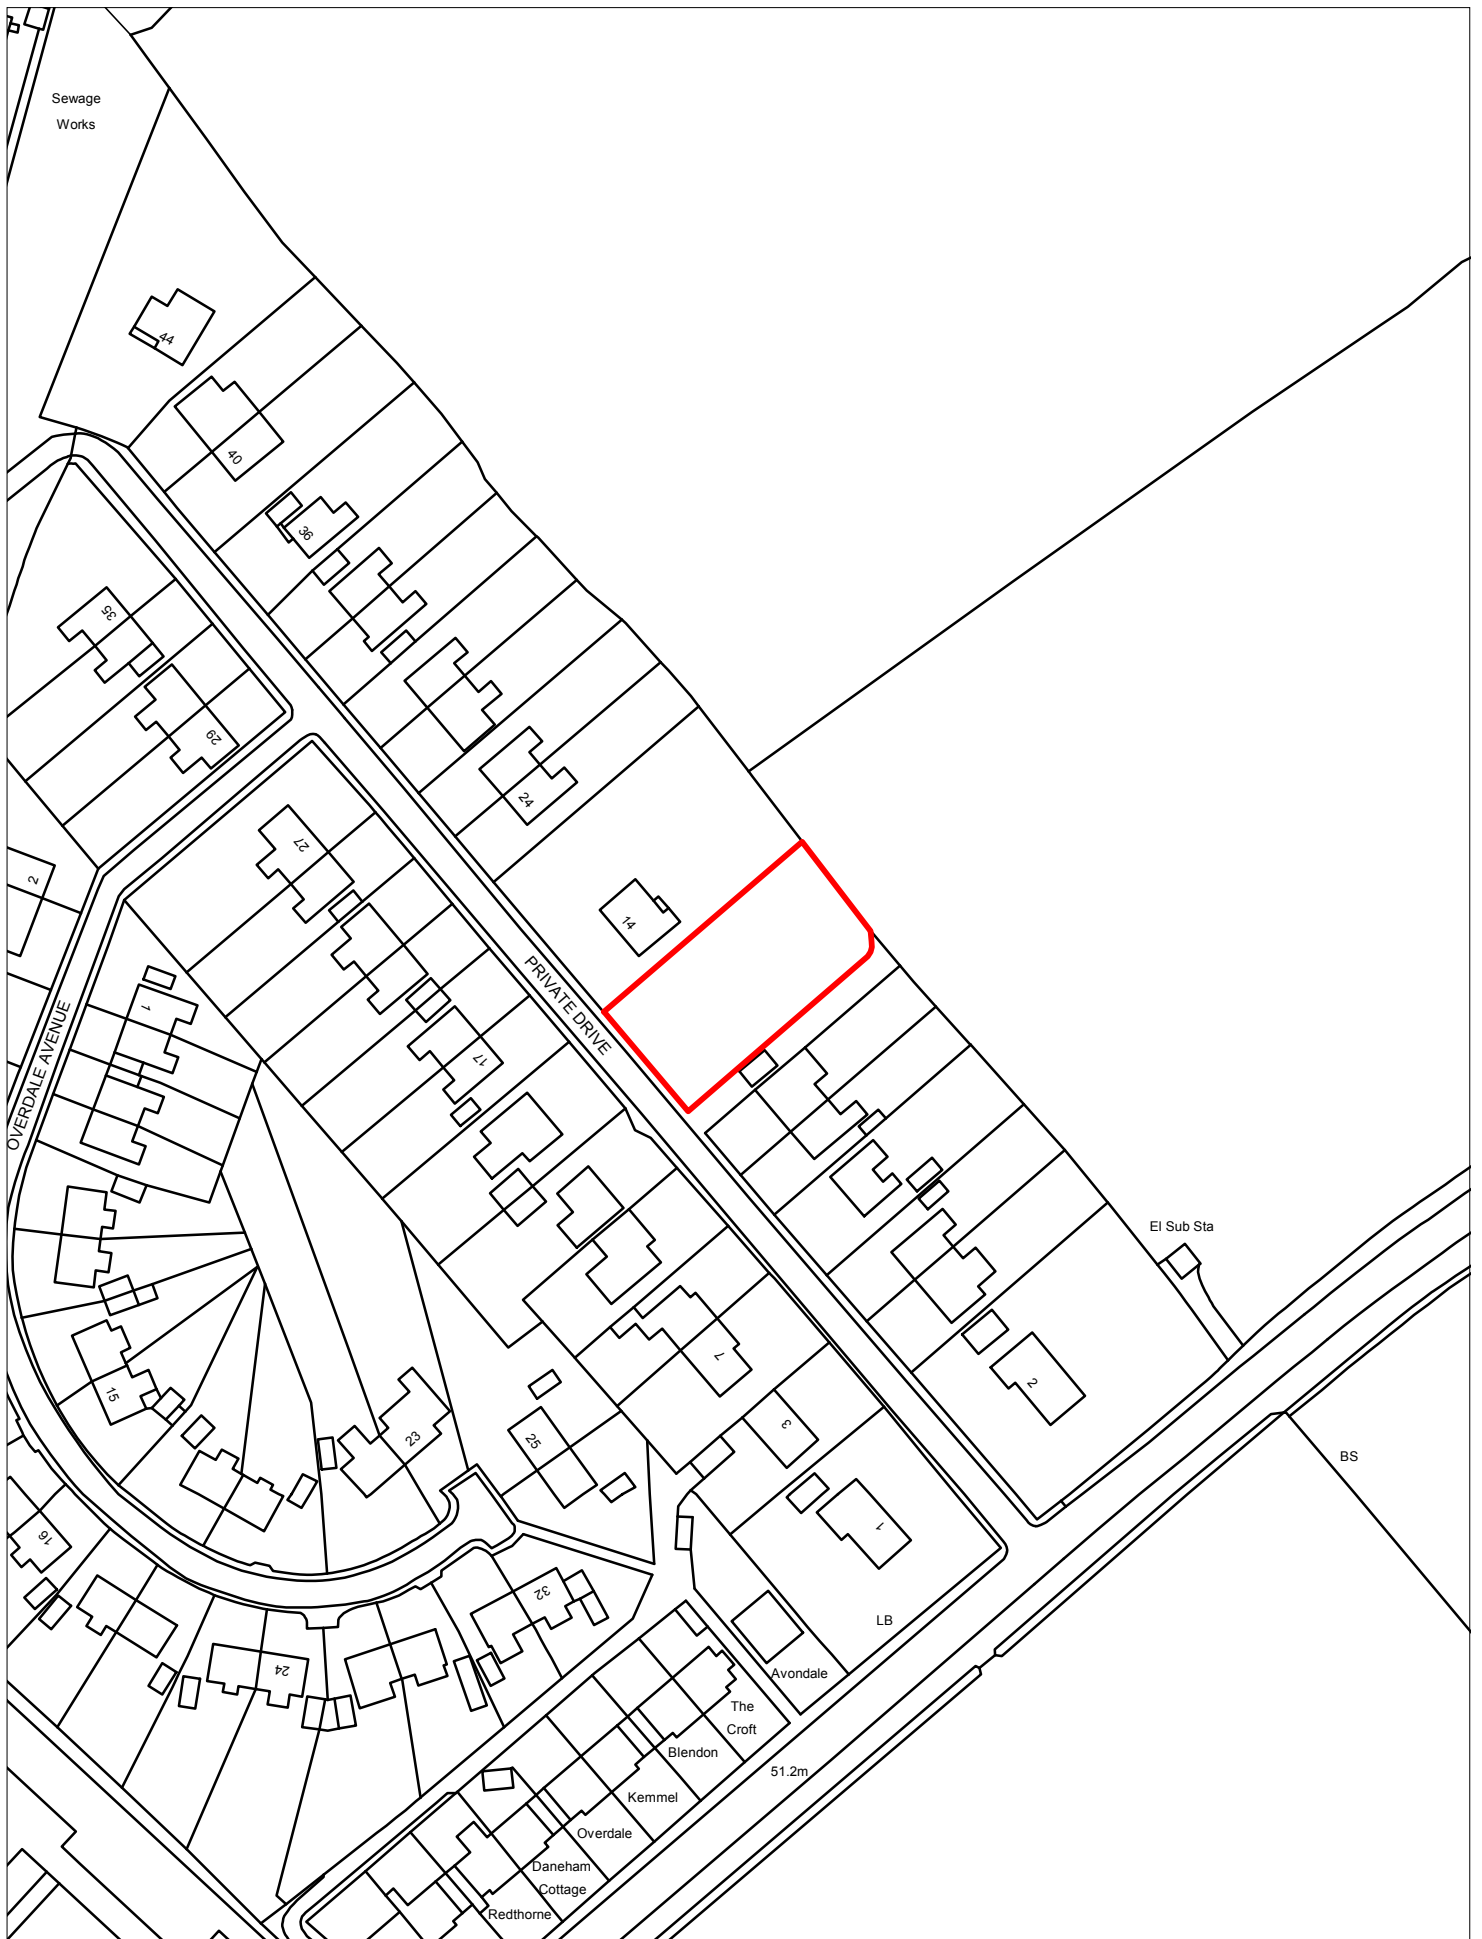 Sewage
Works
44
40
36
35
29
24
27
2
14
PRIVATE DRIVE
1
OVERDALE AVENUE
17
El Sub Sta
7
2
15
23
25
3
BS
1
16
32
LB
24
Avondale
The
Croft
Blendon
51.2m
Kemmel
Overdale
Daneham
Cottage
Redthorne